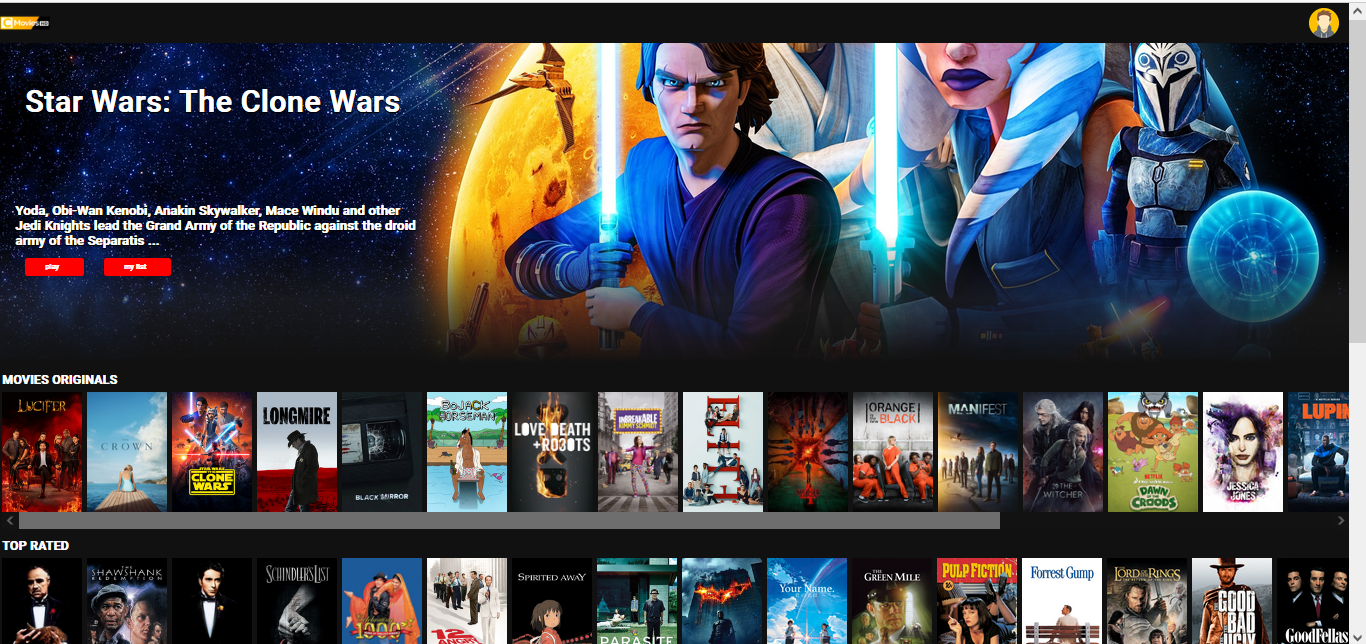 C Movies HD
Star Wars: The Clone Wars
Yoda, Obi-Wan Kenobi, Anakin Skywalker, Mace Windu and other
Jedi Knights lead the Grand Army of the Republic against the droid
army of the Separatis ...
play
my list
MOVIES ORIGINALS
LUCIFER
CROWN
STAR WARS
THE
CLONE
WARS
LONGMIRE
BLACK MIRROR
BOJACK
HORSEMAN
LOVE DEATH
+ROBOTS
UNBREAKABLE
KIMMY SCHMIDT
ORANGE
BLACK
MANIFEST
THE
WITCHER
DAWN
OF THE
CROODS
JESSICA
JONES
LUPIN
TOP RATED
THE
SHAWSHANK
REDEMPTION
SCHINDLER'S LIST
12
SPIRITED AWAY
PARASITE
Your Name.
THE
GREEN MILE
PULP FICTION
Forrest Gump
THE
LORD OF THE RINGS
THE
GOOD
BAD
UGLY
GoodFellas